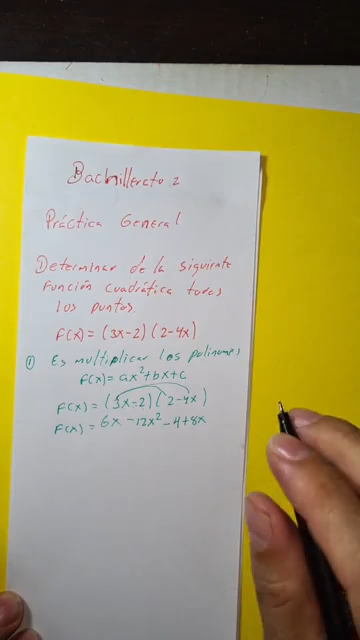 Bachillerato 2
Práctica General
Determinar de la siguiente
función cuadrática todos
los puntos.
F(x) = (3x-2)(2-4x)
① Es multiplicar los polinomios
F(x) = ax² + bx + c
F(x) = (3x-2)(2-4x)
F(x) = 6x - 12x² - 4 + 8x